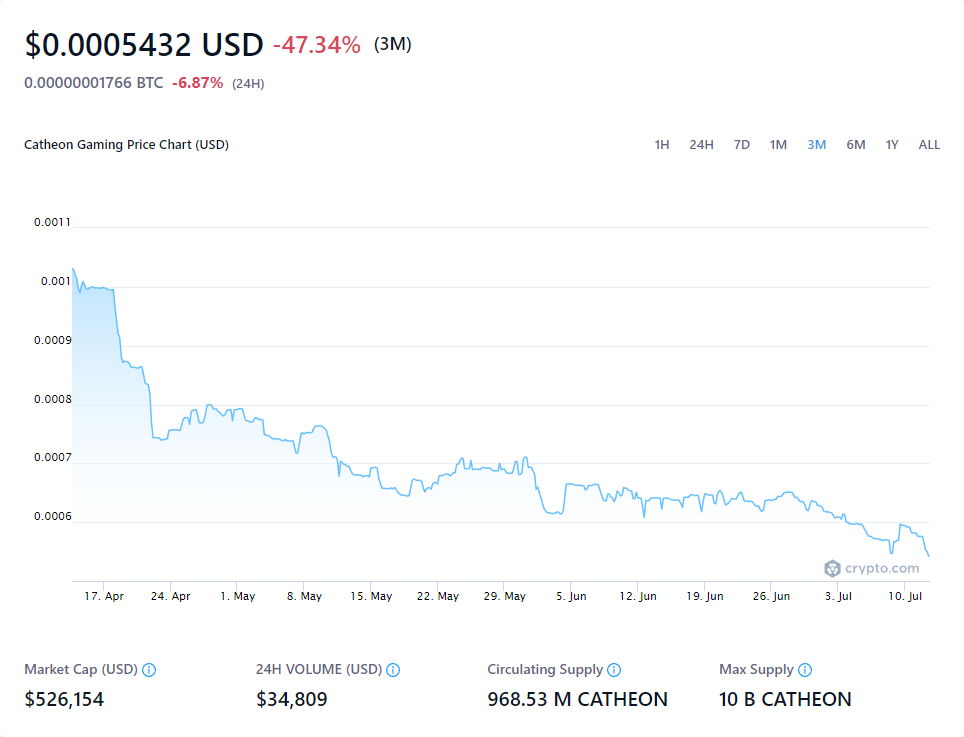 $0.0005432 USD -47.34% (3M)
0.00000001766 BTC -6.87% (24H)
Catheon Gaming Price Chart (USD) 1H 24H 7D 1M 3M 6M 1Y ALL
0.0011
0.001
0.0009
0.0008
0.0007
0.0006
crypto.com
17. Apr 24. Apr 1. May 8. May 15. May 22. May 29. May 5. Jun 12. Jun 19. Jun 26. Jun 3. Jul 10. Jul
Market Cap (USD) 24H VOLUME (USD) Circulating Supply Max Supply
$526,154 $34,809 968.53 M CATHEON 10 B CATHEON